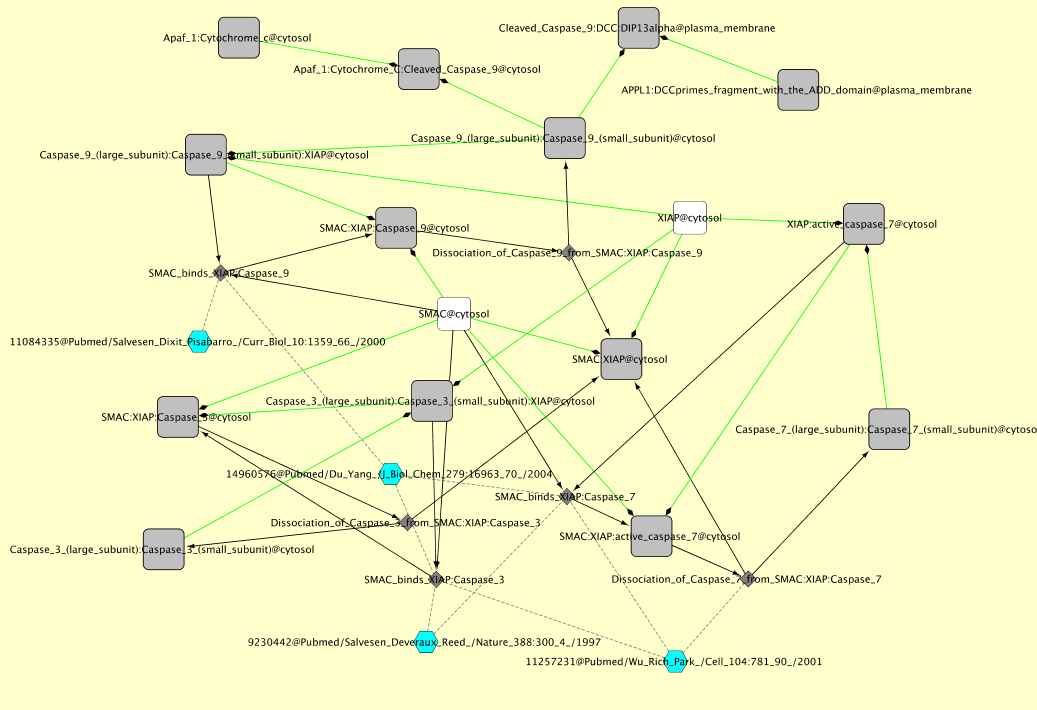 Cleaved_Caspase_9:DCC:DIP13alpha@plasma_membrane
Apaf_1:Cytochrome_c@cytosol
Apaf_1:Cytochrome_C:Cleaved_Caspase_9@cytosol
APPL1:DCCprimes_fragment_with_the_ADD_domain@plasma_membrane
Caspase_9_(large_subunit):Caspase_9_(small_subunit)@cytosol
Caspase_9_(large_subunit):Caspase_9_(small_subunit):XIAP@cytosol
XIAP@cytosol
XIAP:active_caspase_7@cytosol
SMAC:XIAP:Caspase_9@cytosol
Dissociation_of_Caspase_9_from_SMAC:XIAP:Caspase_9
SMAC_binds_XIAP:Caspase_9
SMAC@cytosol
11084335@Pubmed/Salvesen_Dixit_Pisabarro_/Curr_Biol_10:1359_66_/2000
SMAC:XIAP@cytosol
Caspase_3_(large_subunit):Caspase_3_(small_subunit):XIAP@cytosol
SMAC:XIAP:Caspase_3@cytosol
Caspase_7_(large_subunit):Caspase_7_(small_subunit)@cytoso
14960576@Pubmed/Du_Yang_/J_Biol_Chem_279:16963_70_/2004
SMAC_binds_XIAP:Caspase_7
Dissociation_of_Caspase_3_from_SMAC:XIAP:Caspase_3
SMAC:XIAP:active_caspase_7@cytosol
Caspase_3_(large_subunit):Caspase_3_(small_subunit)@cytosol
SMAC_binds_XIAP:Caspase_3
Dissociation_of_Caspase_7_from_SMAC:XIAP:Caspase_7
9230442@Pubmed/Salvesen_Deveraux_Reed_/Nature_388:300_4_/1997
11257231@Pubmed/Wu_Rich_Park_/Cell_104:781_90_/2001